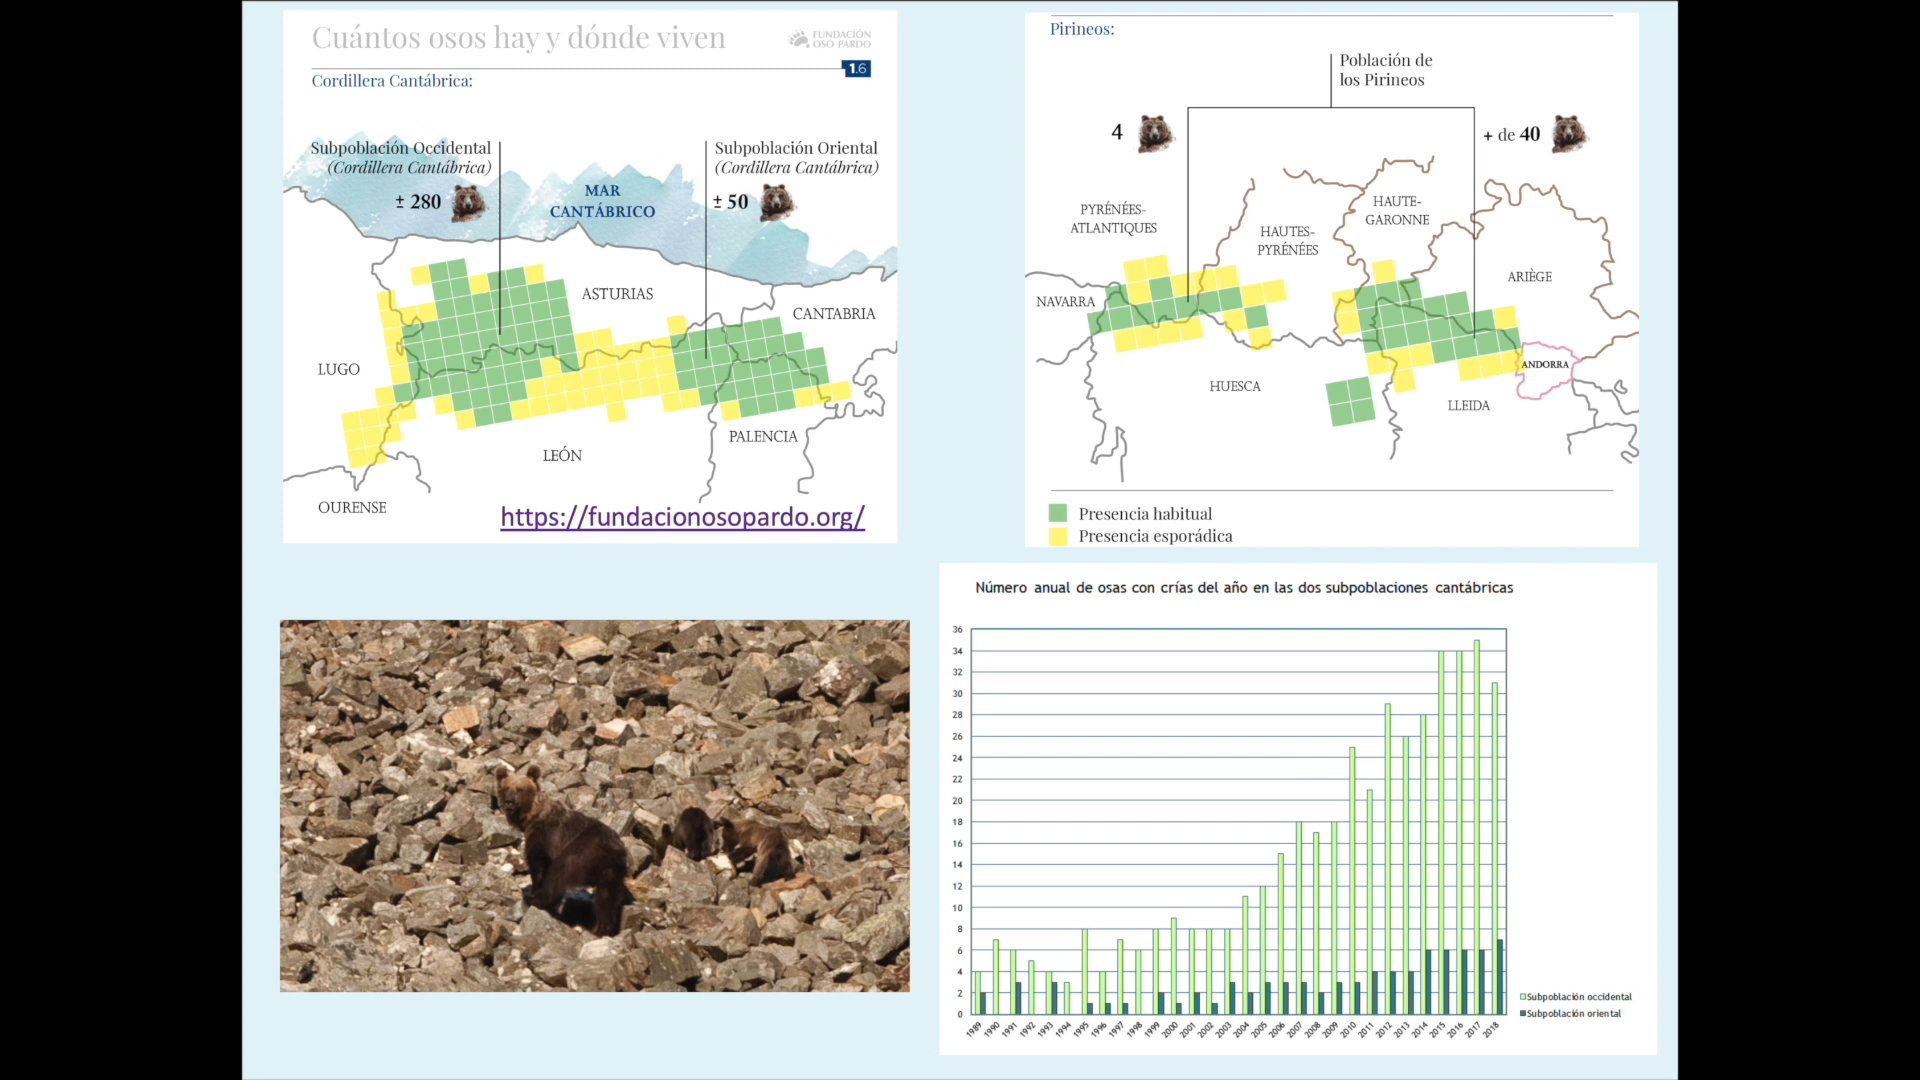 Cuántos osos hay y dónde viven
FUNDACIÓN
OSO PARDO
1.6
Cordillera Cantábrica:
Subpoblación Occidental
(Cordillera Cantábrica)
± 280
MAR
CANTÁBRICO
Subpoblación Oriental
(Cordillera Cantábrica)
± 50
ASTURIAS
CANTABRIA
LUGO
PALENCIA
LEÓN
OURENSE
https://fundacionosopardo.org/
Pirineos:
Población de
los Pirineos
4
+ de 40
PYRÉNÉES-
ATLANTIQUES
HAUTES-
PYRÉNÉES
HAUTE-
GARONNE
ARIÈGE
NAVARRA
ANDORRA
HUESCA
LLEIDA
Presencia habitual
Presencia esporádica
Número anual de osas con crías del año en las dos subpoblaciones cantábricas
36
34
32
30
28
26
24
22
20
18
16
14
12
10
8
6
4
2
0
1989 1990 1991 1992 1993 1994 1995 1996 1997 1998 1999 2000 2001 2002 2003 2004 2005 2006 2007 2008 2009 2010 2011 2012 2013 2014 2015 2016 2017 2018
Subpoblación occidental
Subpoblación oriental